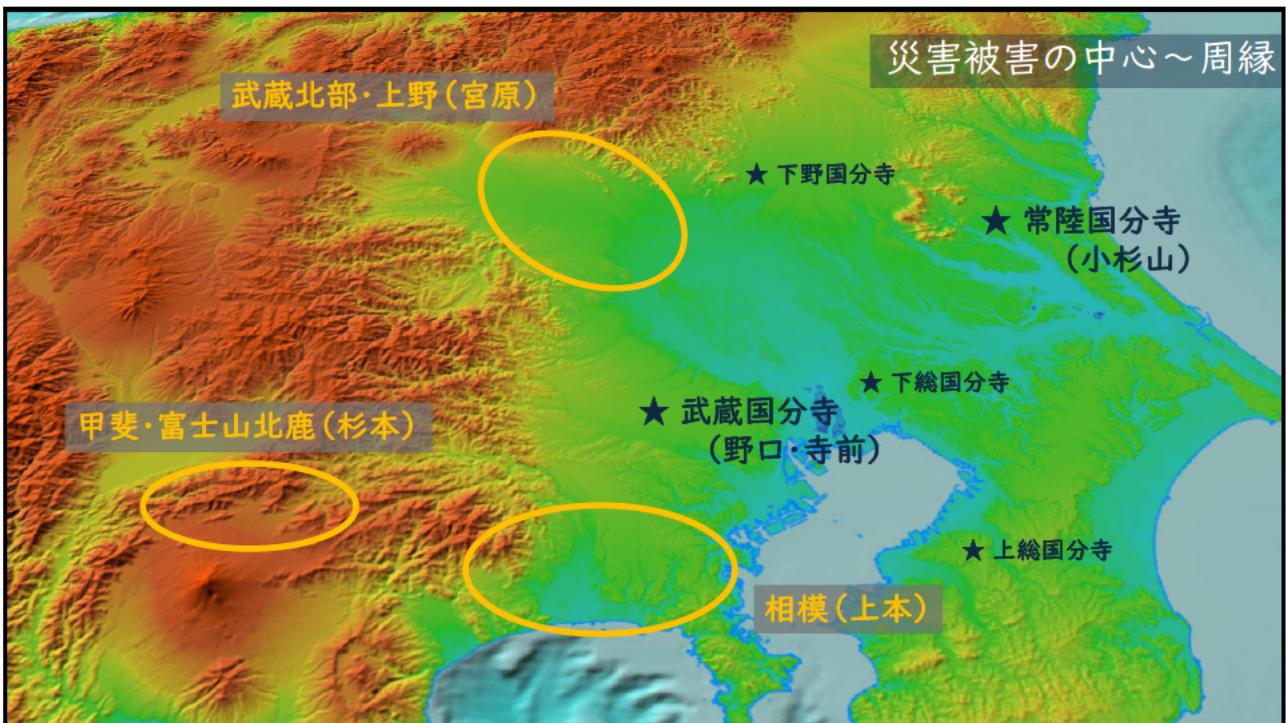 災害被害の中心～周縁
武蔵北部・上野(宮原)
★ 下野国分寺
★ 常陸国分寺
(小杉山)
★ 下総国分寺
★ 武蔵国分寺
(野口・寺前)
甲斐・富士山北鹿(杉本)
★ 上総国分寺
相模(上本)